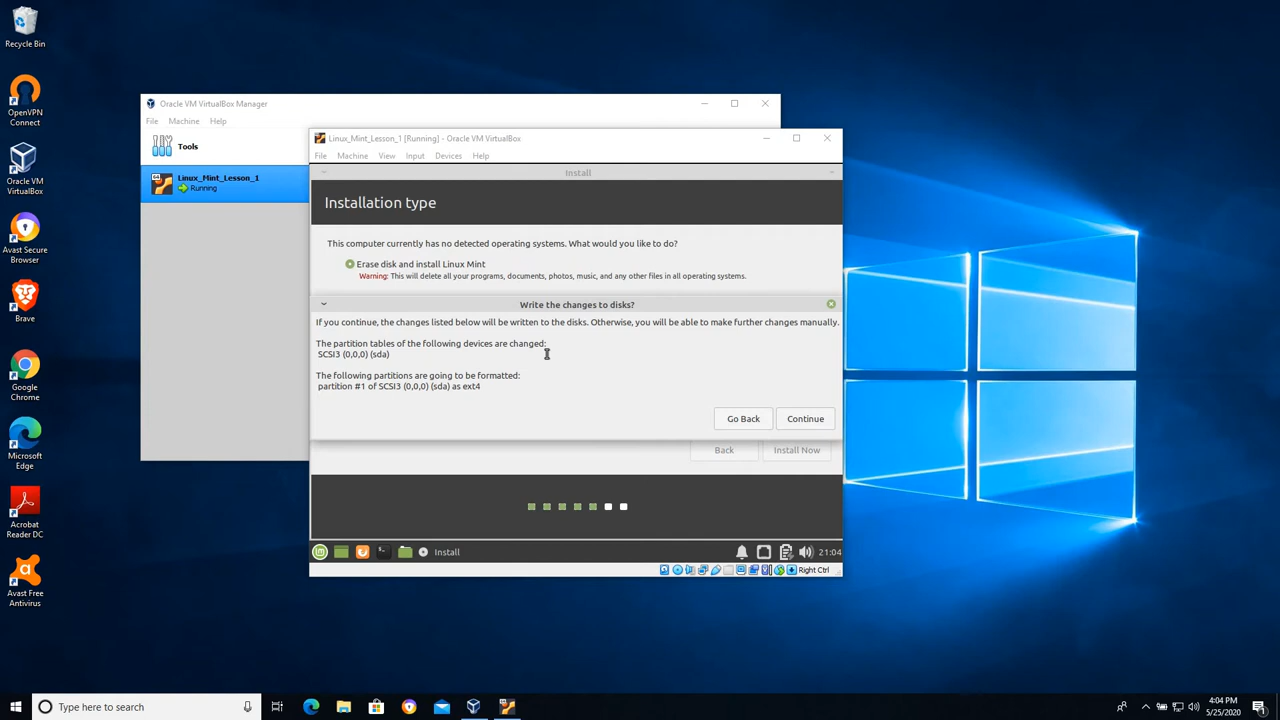 Recycle Bin
OpenVPN
Connect
Oracle VM
VirtualBox
Avast Secure
Browser
Brave
Google
Chrome
Microsoft
Edge
Acrobat
Reader DC
Avast Free
Antivirus
Oracle VM VirtualBox Manager
File Machine Help
Tools
Linux_Mint_Lesson_1
Running
64
Linux_Mint_Lesson_1 [Running] - Oracle VM VirtualBox
File Machine View Input Devices Help
Install
Installation type
This computer currently has no detected operating systems. What would you like to do?
Erase disk and install Linux Mint
Warning: This will delete all your programs, documents, photos, music, and any other files in all operating systems.
Write the changes to disks?
If you continue, the changes listed below will be written to the disks. Otherwise, you will be able to make further changes manually.
The partition tables of the following devices are changed:
SCSI3 (0,0,0) (sda)
The following partitions are going to be formatted:
partition #1 of SCSI3 (0,0,0) (sda) as ext4
Go Back Continue
Back Install Now
Install 21:04
Right Ctrl
Type here to search
4:04 PM
5/25/2020
1